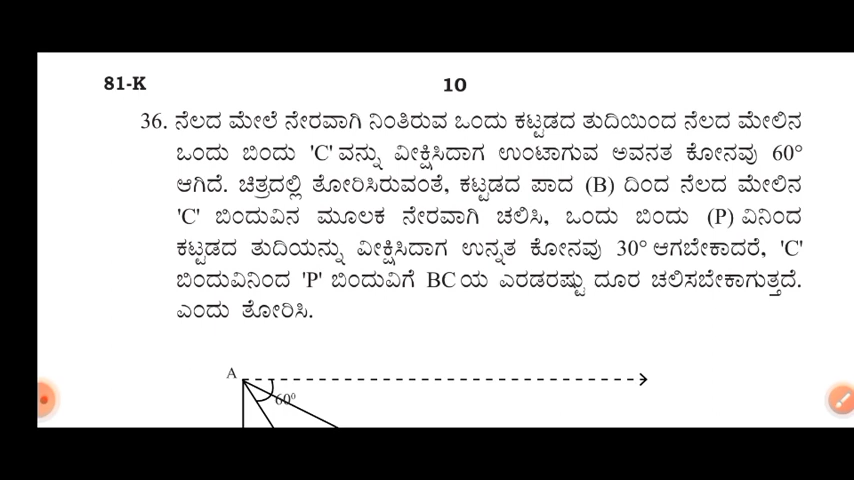 81-K 10
36. ನೆಲದ ಮೇಲೆ ನೇರವಾಗಿ ನಿಂತಿರುವ ಒಂದು ಕಟ್ಟಡದ ತುದಿಯಿಂದ ನೆಲದ ಮೇಲಿನ
ಒಂದು ಬಿಂದು 'C' ವನ್ನು ವೀಕ್ಷಿಸಿದಾಗ ಉಂಟಾಗುವ ಅವನತ ಕೋನವು 60°
ಆಗಿದೆ. ಚಿತ್ರದಲ್ಲಿ ತೋರಿಸಿರುವಂತೆ, ಕಟ್ಟಡದ ಪಾದ (B) ದಿಂದ ನೆಲದ ಮೇಲಿನ
'C' ಬಿಂದುವಿನ ಮೂಲಕ ನೇರವಾಗಿ ಚಲಿಸಿ, ಒಂದು ಬಿಂದು (P) ವಿನಿಂದ
ಕಟ್ಟಡದ ತುದಿಯನ್ನು ವೀಕ್ಷಿಸಿದಾಗ ಉನ್ನತ ಕೋನವು 30° ಆಗಬೇಕಾದರೆ, 'C'
ಬಿಂದುವಿನಿಂದ 'P' ಬಿಂದುವಿಗೆ BC ಯ ಎರಡರಷ್ಟು ದೂರ ಚಲಿಸಬೇಕಾಗುತ್ತದೆ.
ಎಂದು ತೋರಿಸಿ.
A
60°